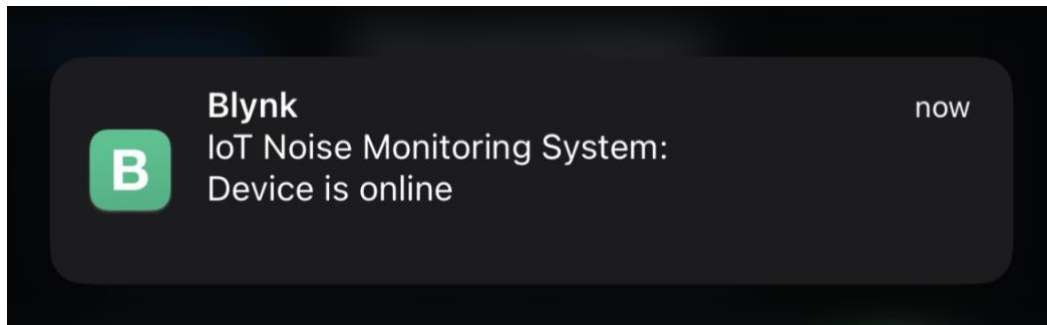 Blynk
now
IoT Noise Monitoring System:
Device is online
B